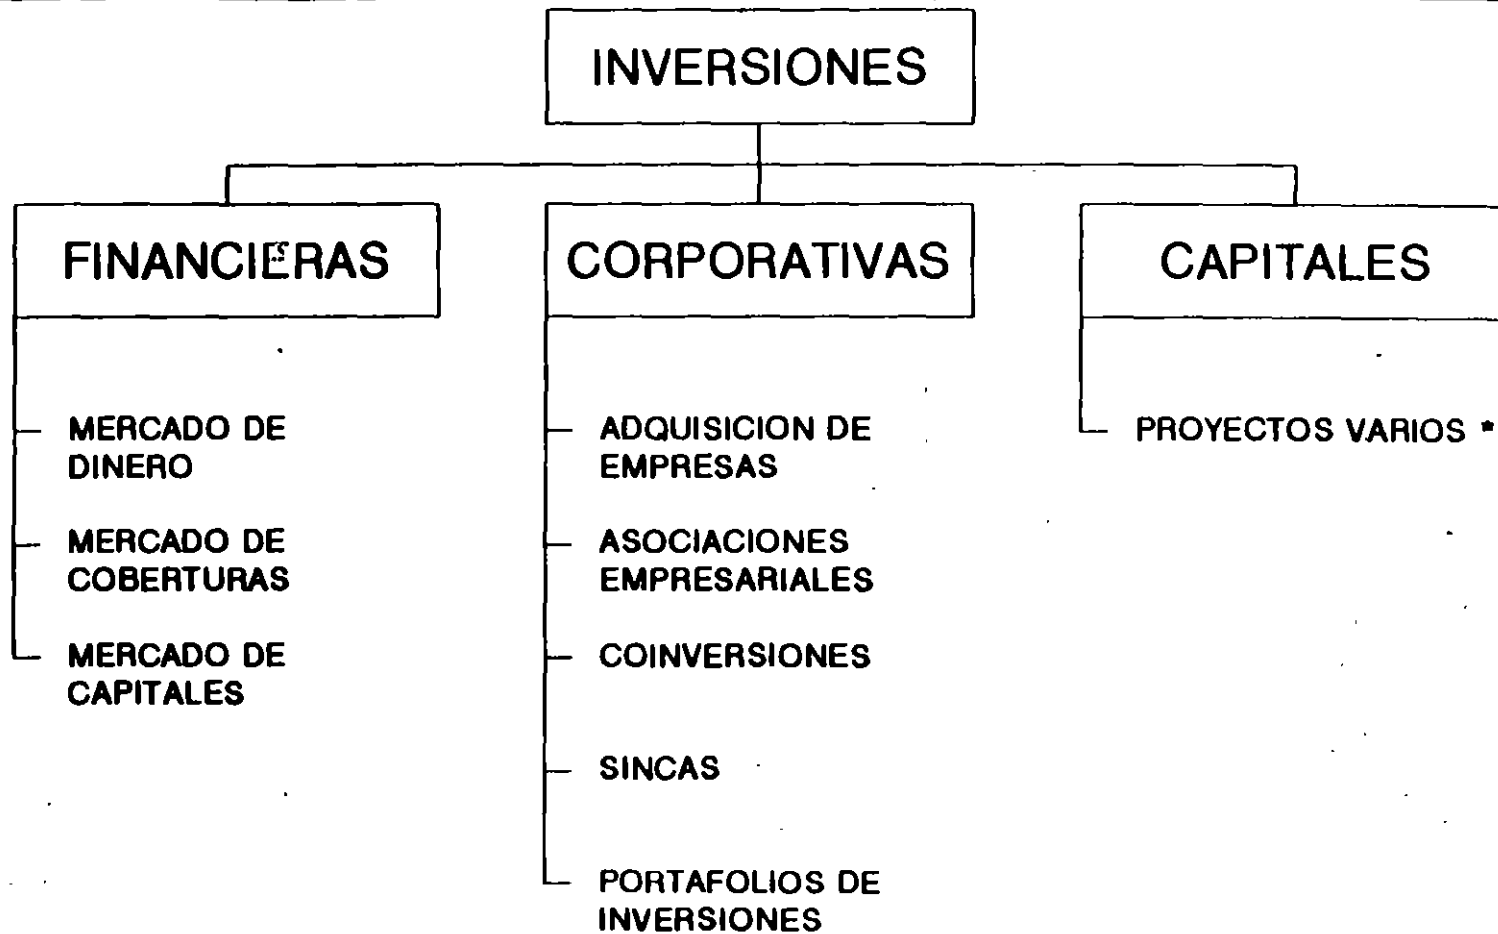 INVERSIONES
FINANCIERAS
CORPORATIVAS
CAPITALES
MERCADO DE
DINERO
MERCADO DE
COBERTURAS
MERCADO DE
CAPITALES
ADQUISICION DE
EMPRESAS
ASOCIACIONES
EMPRESARIALES
COINVERSIONES
SINCAS
PORTAFOLIOS DE
INVERSIONES
PROYECTOS VARIOS *